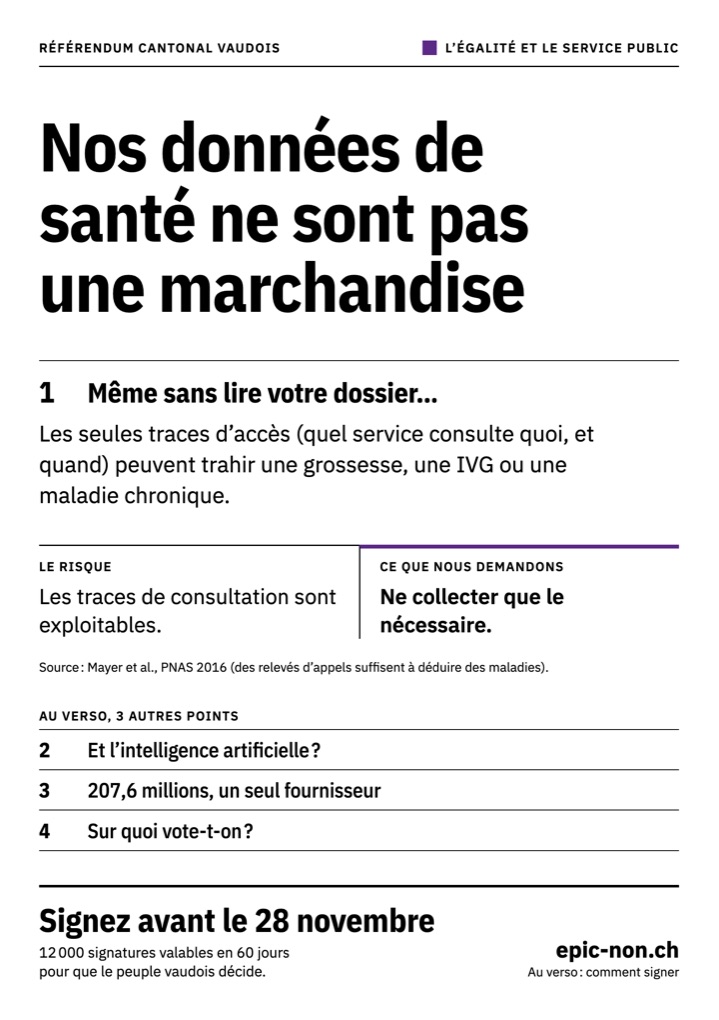 RÉFÉRENDUM CANTONAL VAUDOIS
L’ÉGALITÉ ET LE SERVICE PUBLIC
Nos données de
santé ne sont pas
une marchandise
1 Même sans lire votre dossier…
Les seules traces d’accès (quel service consulte quoi, et
quand) peuvent trahir une grossesse, une IVG ou une
maladie chronique.
LE RISQUE
Les traces de consultation sont
exploitables.
CE QUE NOUS DEMANDONS
Ne collecter que le
nécessaire.
Source : Mayer et al., PNAS 2016 (des relevés d’appels suffisent à déduire des maladies).
AU VERSO, 3 AUTRES POINTS
2 Et l’intelligence artificielle ?
3 207,6 millions, un seul fournisseur
4 Sur quoi vote-t-on ?
Signez avant le 28 novembre
12 000 signatures valables en 60 jours
pour que le peuple vaudois décide.
epic-non.ch
Au verso : comment signer